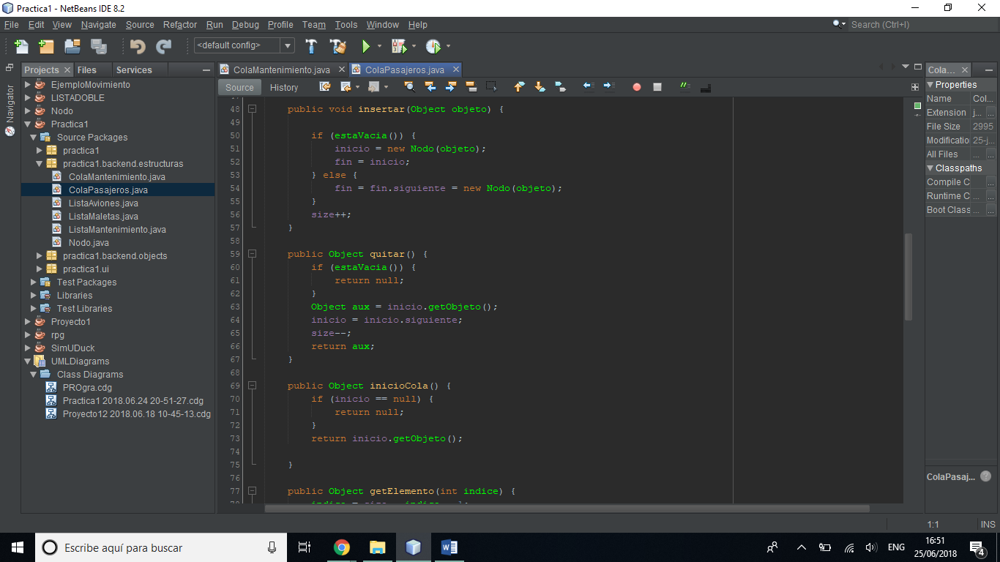 Practica1 - NetBeans IDE 8.2
File Edit View Navigate Source Refactor Run Debug Profile Team Tools Window Help
Search (Ctrl+I)
<default config>
Projects Files Services
Navigator
EjemploMovimiento
LISTADOBLE
Nodo
Practica1
Source Packages
practica1
practica1.backend.estructuras
ColaMantenimiento.java
ColaPasajeros.java
ListaAviones.java
ListaMaletas.java
ListaMantenimiento.java
Nodo.java
practica1.backend.objects
practica1.ui
Test Packages
Libraries
Test Libraries
Proyecto1
rpg
SimUDuck
UMLDiagrams
Class Diagrams
PROgra.cdg
Practica1 2018.06.24 20-51-27.cdg
Proyecto12 2018.06.18 10-45-13.cdg
ColaMantenimiento.java ColaPasajeros.java
Source History
48 public void insertar(Object objeto) {
49
50 if (estaVacia()) {
51 inicio = new Nodo(objeto);
52 fin = inicio;
53 } else {
54 fin = fin.siguiente = new Nodo(objeto);
55 }
56 size++;
57 }
58
59 public Object quitar() {
60 if (estaVacia()) {
61 return null;
62 }
63 Object aux = inicio.getObjeto();
64 inicio = inicio.siguiente;
65 size--;
66 return aux;
67 }
68
69 public Object inicioCola() {
70 if (inicio == null) {
71 return null;
72 }
73 return inicio.getObjeto();
74
75 }
76
77 public Object getElemento(int indice) {
Cola...
Properties
Name Col...
Extension j... ...
File Size 2995
Modificatio 25-j...
All Files ... ...
Classpaths
Compile C ...
Runtime C ...
Boot Class ... ...
ColaPasaj...
1:1 INS
Escribe aquí para buscar
ENG
16:51
25/06/2018
4